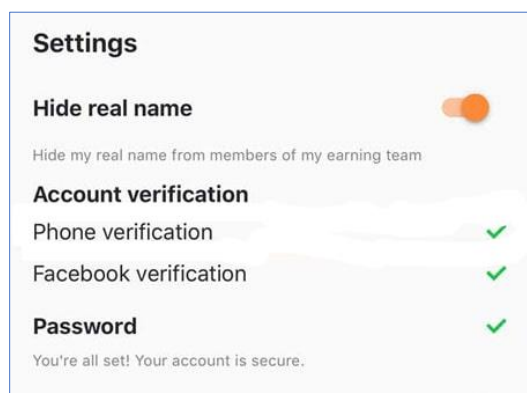 Settings
Hide real name
Hide my real name from members of my earning team
Account verification
Phone verification
Facebook verification
Password
You're all set! Your account is secure.